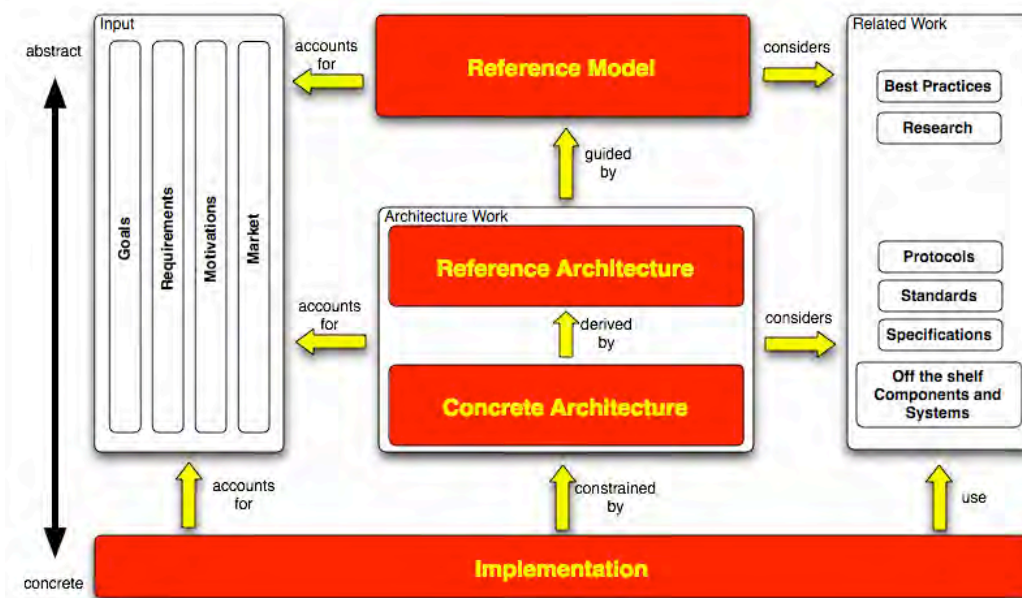 Input
Related Work
abstract
accounts
for
Reference Model
considers
Best Practices
Research
guided
by
Goals
Requirements
Motivations
Market
Architecture Work
Reference Architecture
Protocols
accounts
for
derived
by
considers
Standards
Specifications
Concrete Architecture
Off the shelf
Components and
Systems
accounts
for
constrained
by
use
concrete
Implementation